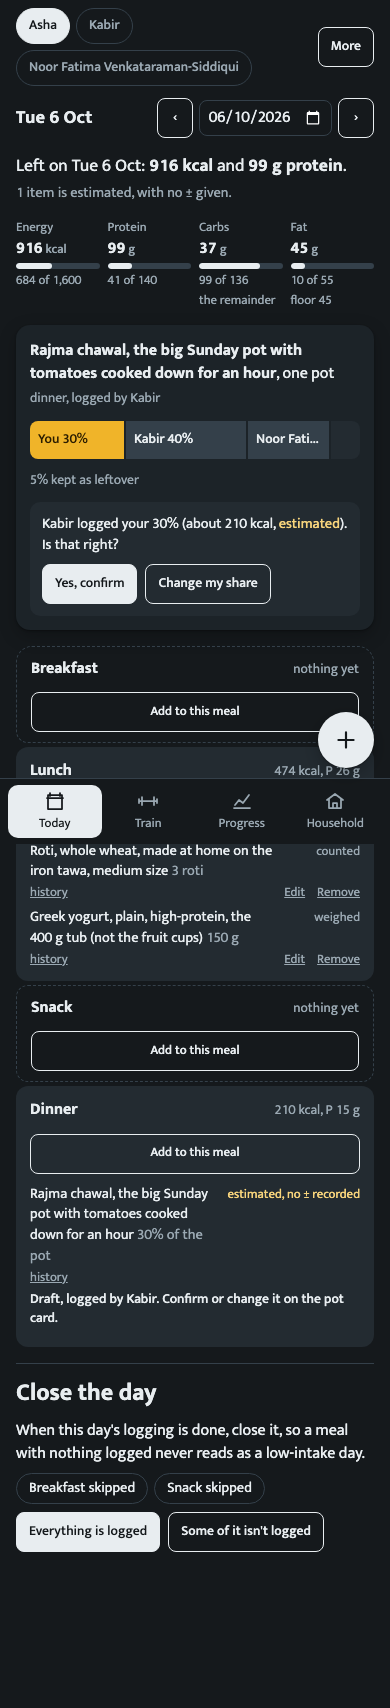 Asha
Kabir
Noor Fatima Venkataraman-Siddiqui
More
Tue 6 Oct
‹
06/10/2026
›
Left on Tue 6 Oct: 916 kcal and 99 g protein.
1 item is estimated, with no ± given.
Energy
916 kcal
684 of 1,600
Protein
99 g
41 of 140
Carbs
37 g
99 of 136
the remainder
Fat
45 g
10 of 55
floor 45
Rajma chawal, the big Sunday pot with
tomatoes cooked down for an hour, one pot
dinner, logged by Kabir
You 30%
Kabir 40%
Noor Fati...
5% kept as leftover
Kabir logged your 30% (about 210 kcal, estimated).
Is that right?
Yes, confirm
Change my share
Breakfast
nothing yet
Add to this meal
+
Lunch
474 kcal, P 26 g
Today
Train
Progress
Household
Roti, whole wheat, made at home on the
iron tawa, medium size 3 roti
counted
history
Edit
Remove
Greek yogurt, plain, high-protein, the
400 g tub (not the fruit cups) 150 g
weighed
history
Edit
Remove
Snack
nothing yet
Add to this meal
Dinner
210 kcal, P 15 g
Add to this meal
Rajma chawal, the big Sunday
pot with tomatoes cooked
down for an hour 30% of the
pot
estimated, no ± recorded
history
Draft, logged by Kabir. Confirm or change it on the pot
card.
Close the day
When this day's logging is done, close it, so a meal
with nothing logged never reads as a low-intake day.
Breakfast skipped
Snack skipped
Everything is logged
Some of it isn't logged